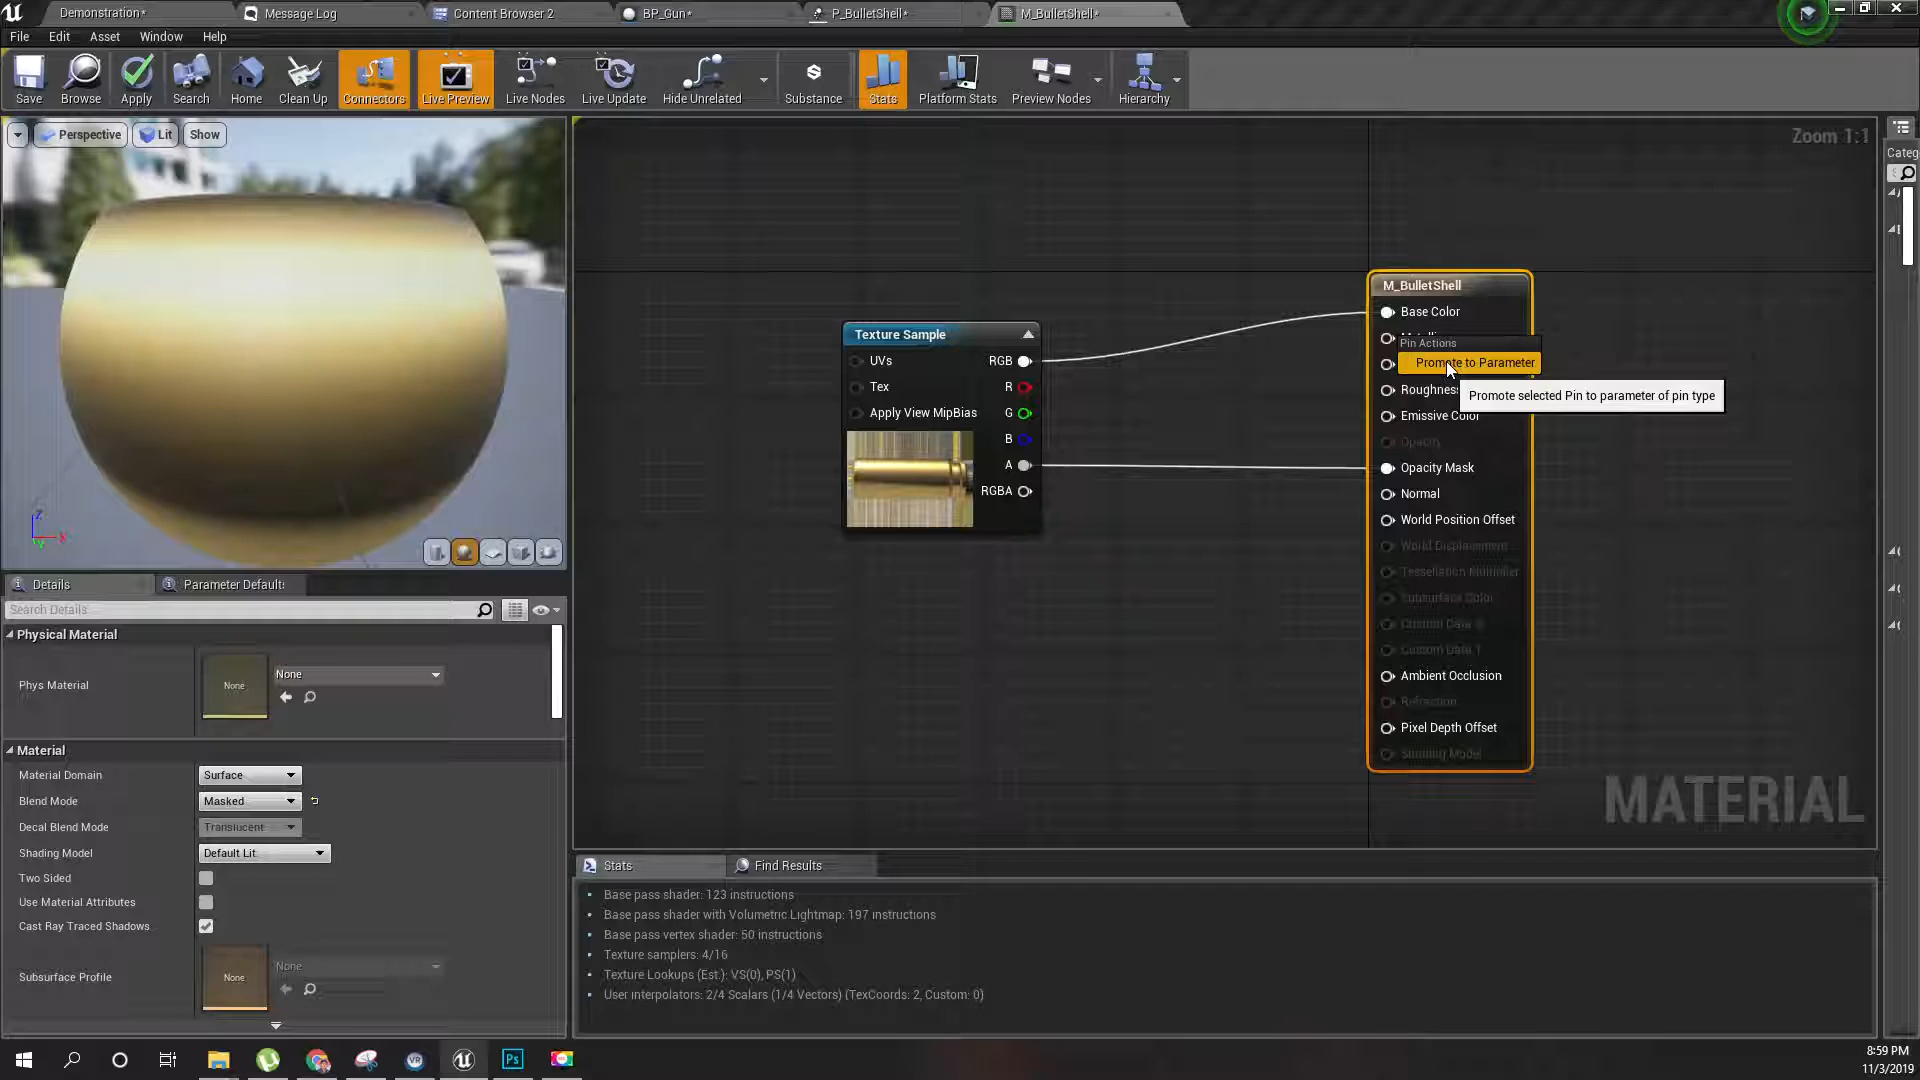 Demonstration*
Message Log
Content Browser 2
BP_Gun*
P_BulletShell*
M_BulletShell*
File Edit Asset Window Help
Save
Browse
Apply
Search
Home
Clean Up
Connectors
Live Preview
Live Nodes
Live Update
Hide Unrelated
Substance
Stats
Platform Stats
Preview Nodes
Hierarchy
Perspective
Lit
Show
Zoom 1:1
Categ
M_BulletShell
Base Color
Pin Actions
Promote to Parameter
Promote selected Pin to parameter of pin type
Roughness
Emissive Color
Opacity
Opacity Mask
Normal
World Position Offset
World Displacement
Tessellation Multiplier
Subsurface Color
Custom Data 0
Custom Data 1
Ambient Occlusion
Refraction
Pixel Depth Offset
Shading Model
Texture Sample
UVs
RGB
Tex
R
Apply View MipBias
G
B
A
RGBA
MATERIAL
Details
Parameter Default
Search Details
Physical Material
Phys Material
None
None
Material
Material Domain
Surface
Blend Mode
Masked
Decal Blend Mode
Translucent
Shading Model
Default Lit
Two Sided
Use Material Attributes
Cast Ray Traced Shadows
Subsurface Profile
None
None
Stats
Find Results
Base pass shader: 123 instructions
Base pass shader with Volumetric Lightmap: 197 instructions
Base pass vertex shader: 50 instructions
Texture samplers: 4/16
Texture Lookups (Est.): VS(0), PS(1)
User interpolators: 2/4 Scalars (1/4 Vectors) (TexCoords: 2, Custom: 0)
VR
Ps
8:59 PM
11/3/2019